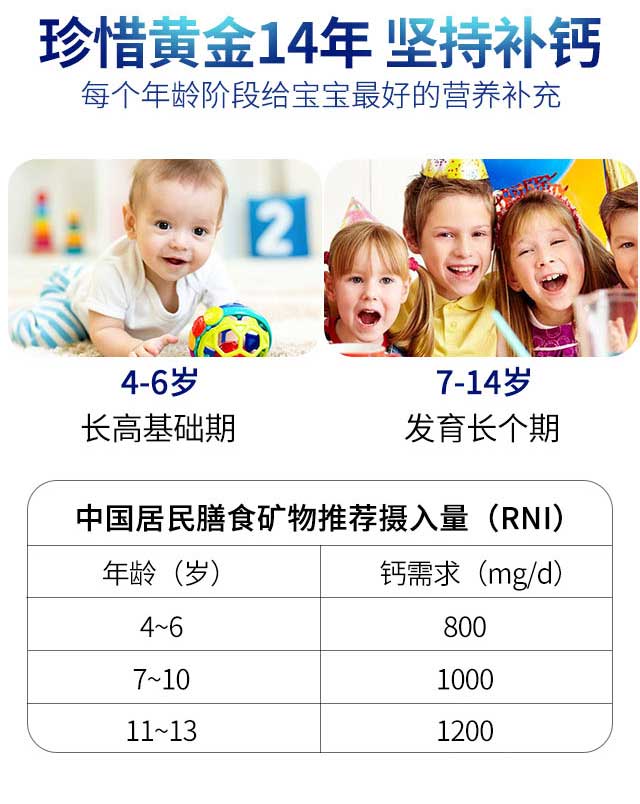 珍惜黄金14年 坚持补钙
每个年龄阶段给宝宝最好的营养补充
2
4-6岁
7-14岁
长高基础期
发育长个期
中国居民膳食矿物推荐摄入量（RNI）
年龄（岁）
钙需求（mg/d）
4~6
800
7~10
1000
11~13
1200